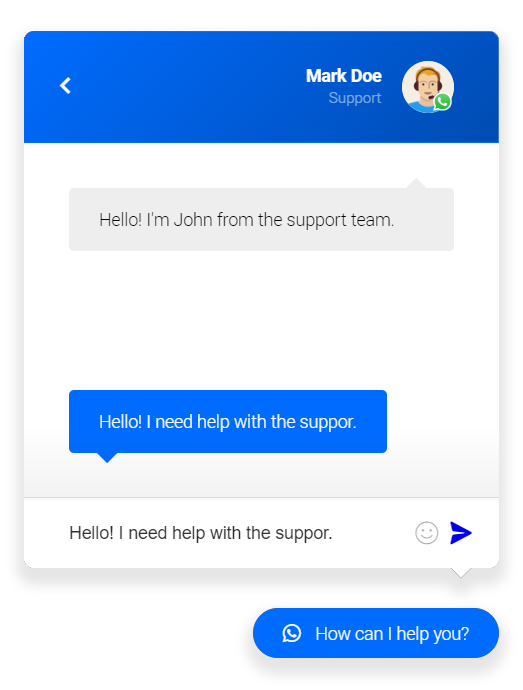 Mark Doe
Support
Hello! I'm John from the support team.
Hello! I need help with the suppor.
Hello! I need help with the suppor.
How can I help you?